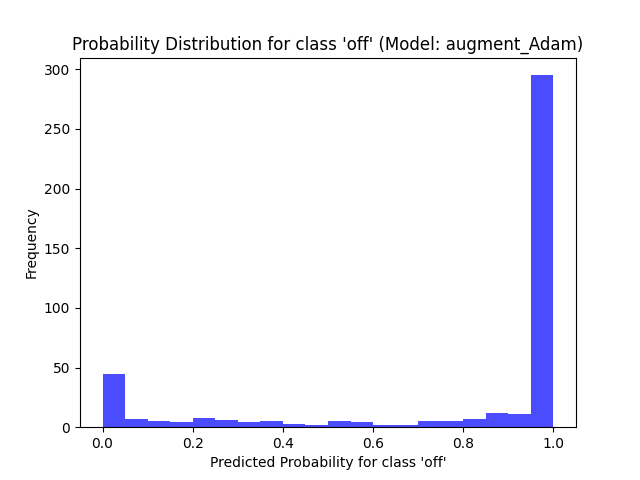 Probability Distribution for class 'off' (Model: augment_Adam)
300
250
200
150
100
50
0
Frequency
0.0 0.2 0.4 0.6 0.8 1.0
Predicted Probability for class 'off'